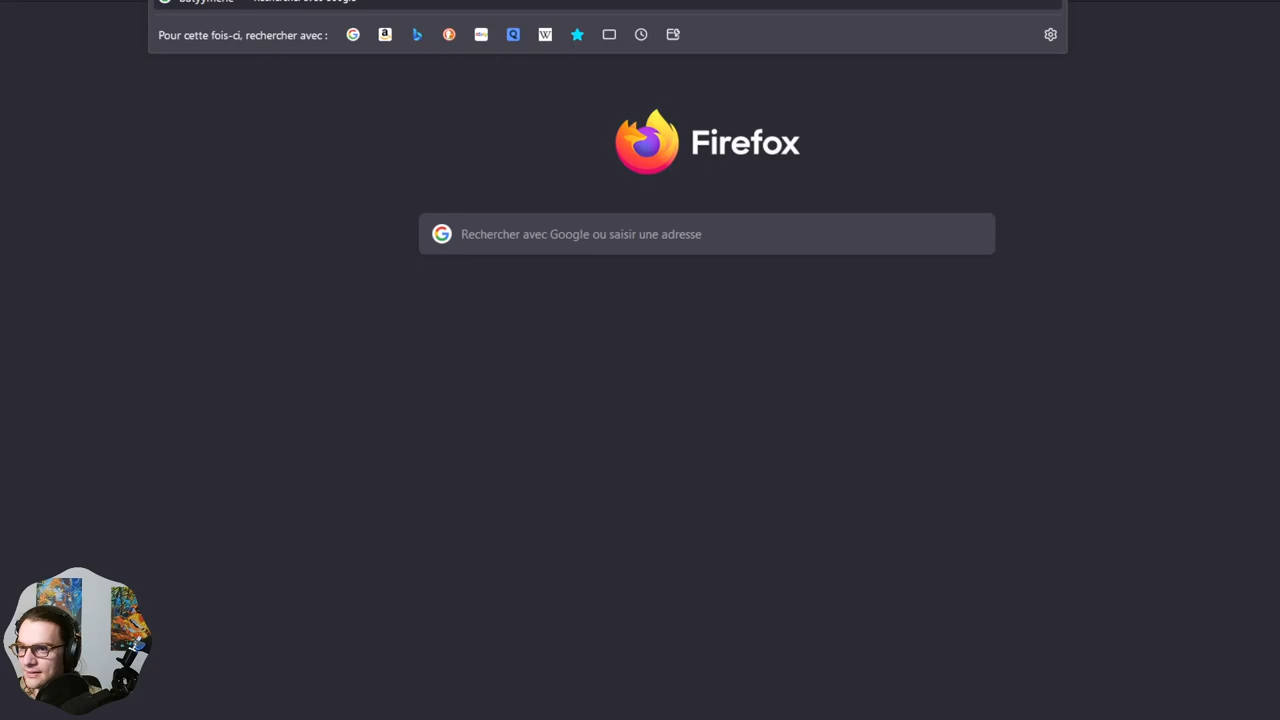 Pour cette fois-ci, rechercher avec :
Firefox
Rechercher avec Google ou saisir une adresse